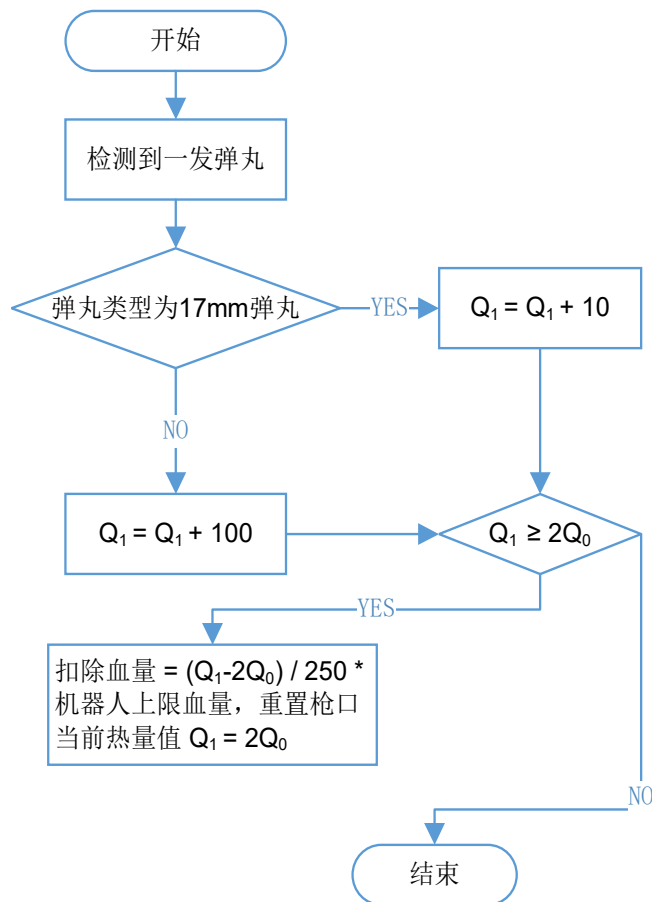 开始
检测到一发弹丸
弹丸类型为17mm弹丸
YES
Q₁ = Q₁ + 10
NO
Q₁ = Q₁ + 100
Q₁ ≥ 2Q₀
YES
扣除血量 = (Q₁-2Q₀) / 250 *
机器人上限血量，重置枪口
当前热量值 Q₁ = 2Q₀
NO
结束